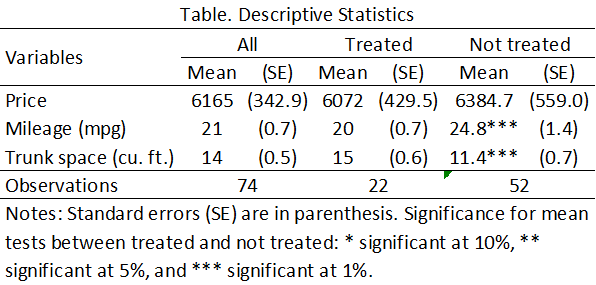 Table. Descriptive Statistics
Variables All Treated Not treated
Mean (SE) Mean (SE) Mean (SE)
Price 6165 (342.9) 6072 (429.5) 6384.7 (559.0)
Mileage (mpg) 21 (0.7) 20 (0.7) 24.8*** (1.4)
Trunk space (cu. ft.) 14 (0.5) 15 (0.6) 11.4*** (0.7)
Observations 74 22 52
Notes: Standard errors (SE) are in parenthesis. Significance for mean
tests between treated and not treated: * significant at 10%, **
significant at 5%, and *** significant at 1%.